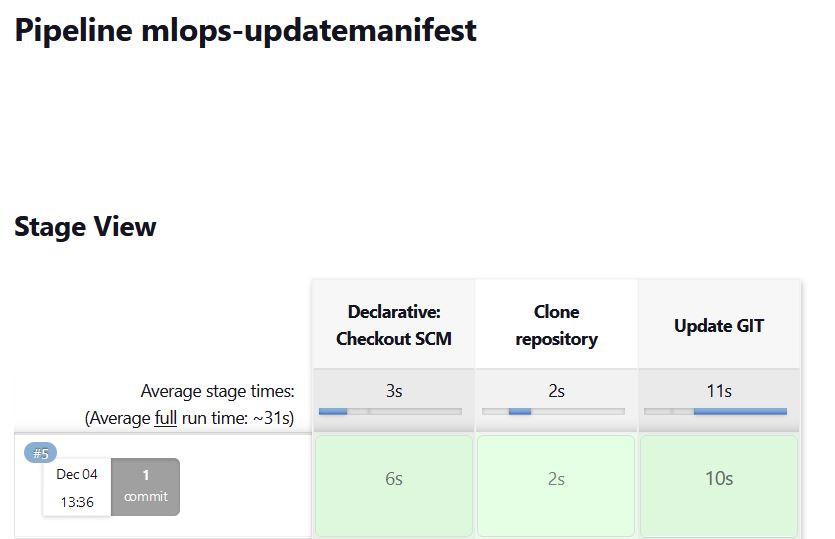 Pipeline mlops-updatemanifest
Stage View
Declarative:
Checkout SCM
Clone
repository
Update GIT
Average stage times:
(Average full run time: ~31s)
3s
2s
11s
#5
Dec 04
13:36
1
commit
6s
2s
10s